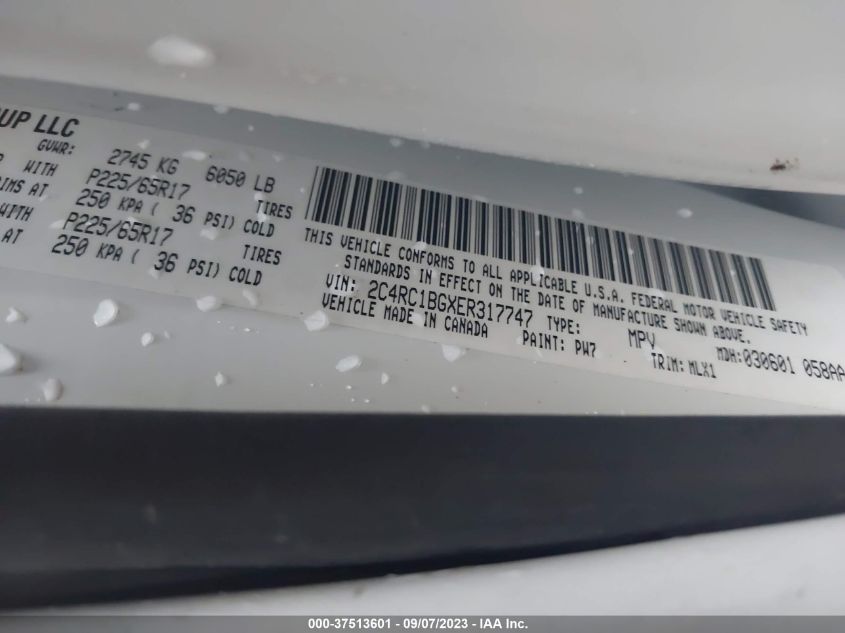 UP LLC
GVWR: 2745 KG 6050 LB
WITH P225/65R17 TIRES
IMS AT 250 KPA ( 36 PSI) COLD
WITH P225/65R17 TIRES
AT 250 KPA ( 36 PSI) COLD
THIS VEHICLE CONFORMS TO ALL APPLICABLE U.S.A. FEDERAL MOTOR VEHICLE SAFETY
STANDARDS IN EFFECT ON THE DATE OF MANUFACTURE SHOWN ABOVE.
VIN: 2C4RC1BGXER317747 TYPE: MPV MDH:030601 058AA
VEHICLE MADE IN CANADA PAINT: PW7 TRIM: MLX1
000-37513601 - 09/07/2023 - IAA Inc.